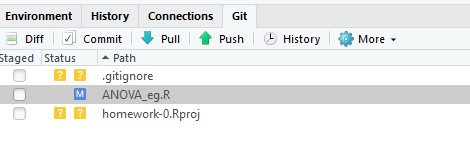 Environment History Connections Git
Diff Commit Pull Push History More
Staged Status Path
? ? .gitignore
M ANOVA_eg.R
? ? homework-0.Rproj